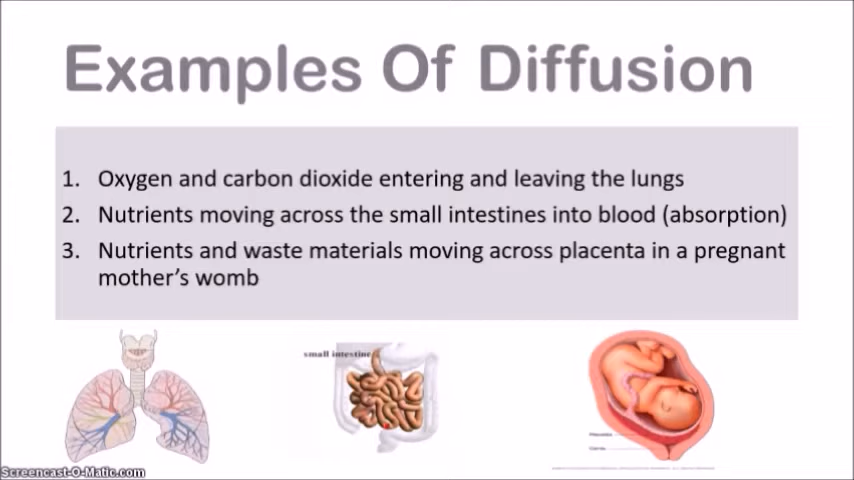 Examples Of Diffusion
1. Oxygen and carbon dioxide entering and leaving the lungs
2. Nutrients moving across the small intestines into blood (absorption)
3. Nutrients and waste materials moving across placenta in a pregnant
mother's womb
small intestine
Screencast-O-Matic.com